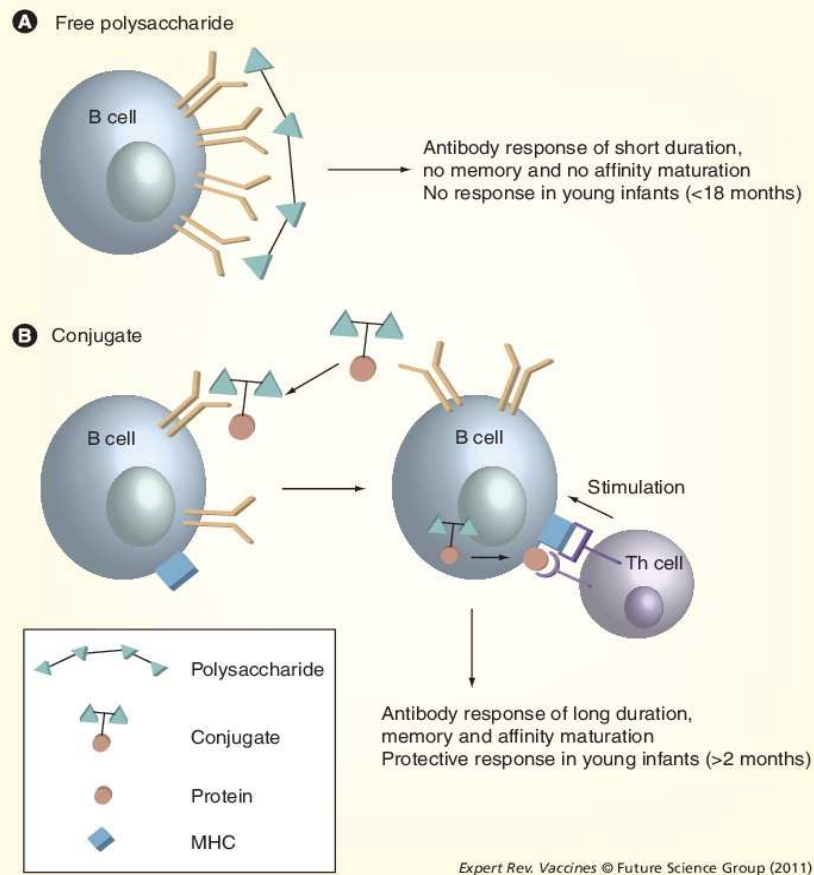 A Free polysaccharide
B cell
Antibody response of short duration,
no memory and no affinity maturation
No response in young infants (<18 months)
B Conjugate
B cell
B cell
Stimulation
Th cell
Antibody response of long duration,
memory and affinity maturation
Protective response in young infants (>2 months)
Polysaccharide
Conjugate
Protein
MHC
Expert Rev. Vaccines © Future Science Group (2011)